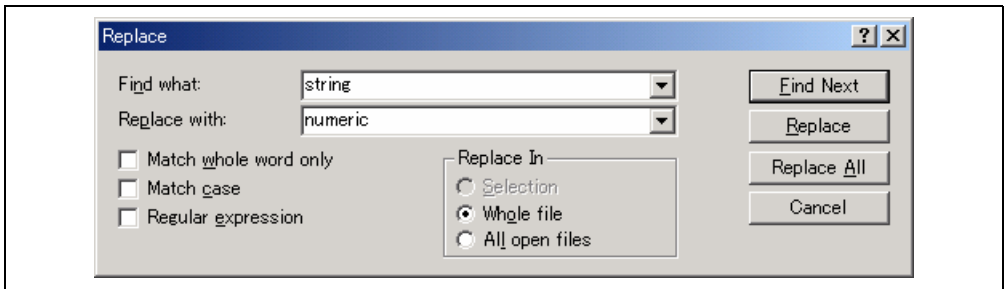 Replace
Find what: string
Find Next
Replace with: numeric
Replace
Match whole word only
Replace In
Replace All
Match case
Selection
Regular expression
Whole file
Cancel
All open files